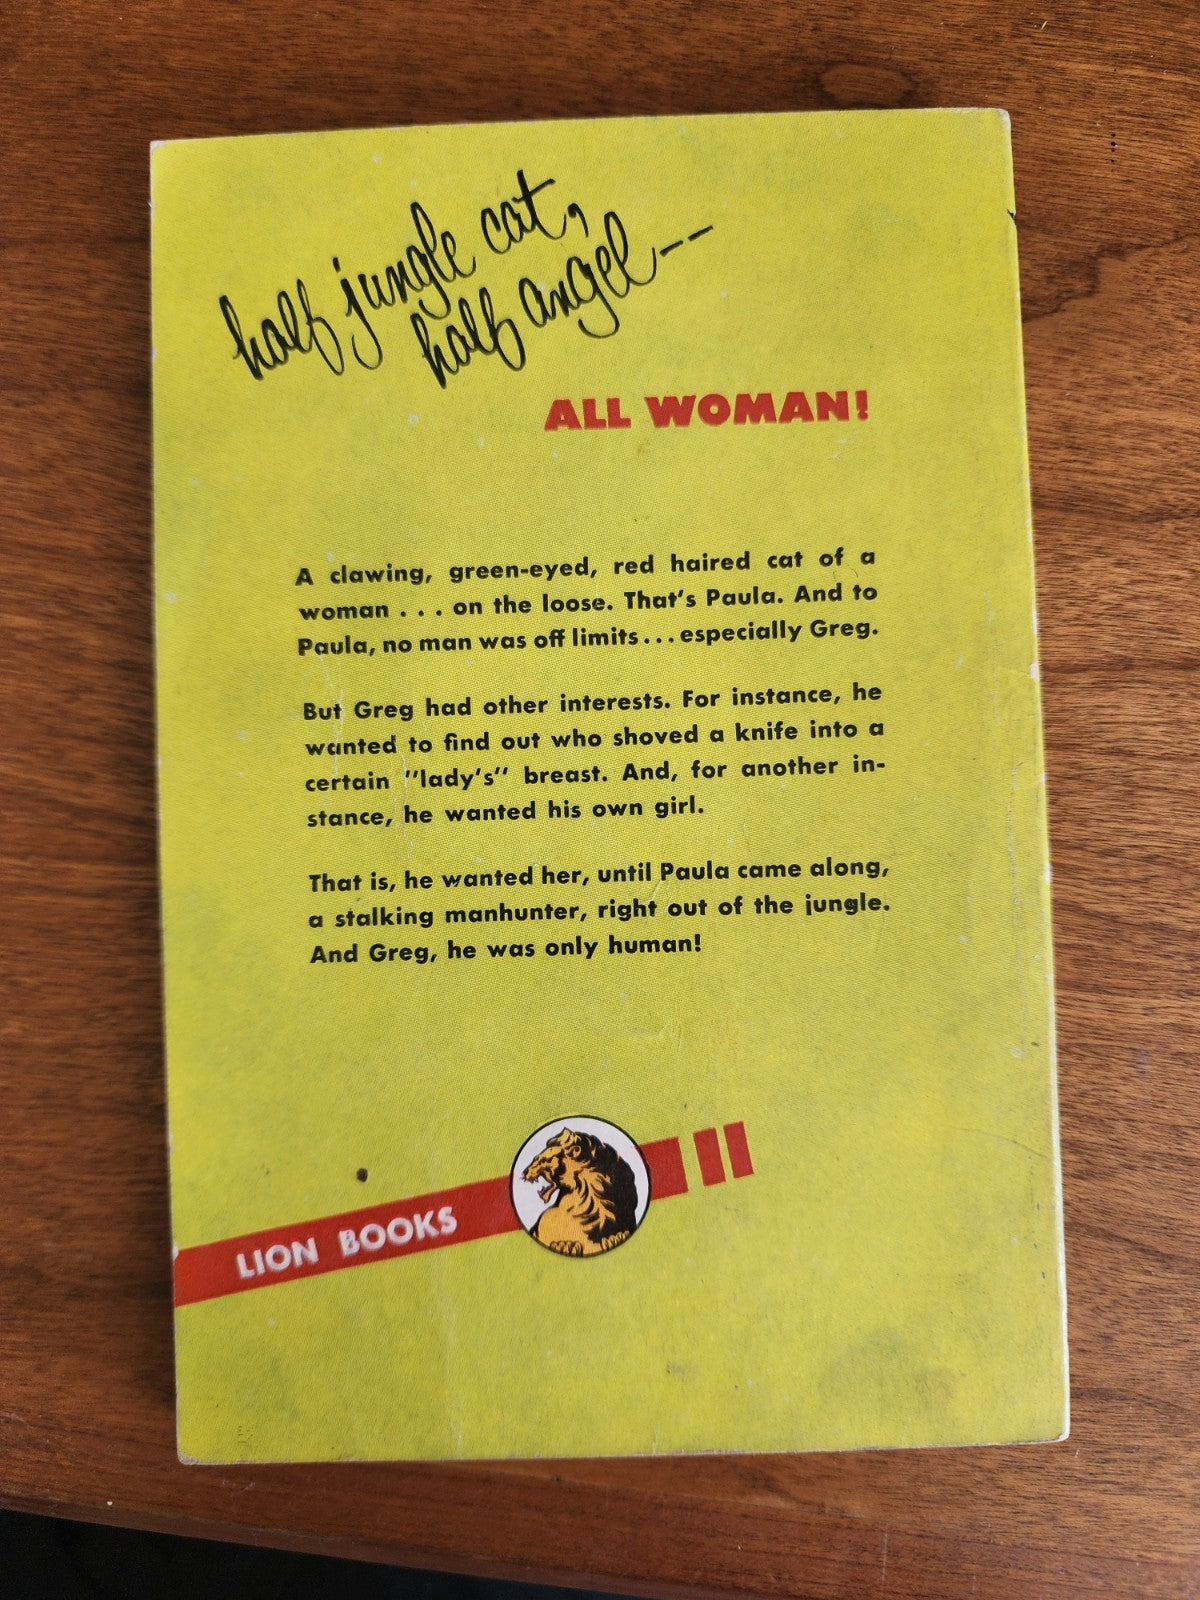 half jungle cat,
half angel--
ALL WOMAN!
A clawing, green-eyed, red haired cat of a
woman . . . on the loose. That's Paula. And to
Paula, no man was off limits . . . especially Greg.
But Greg had other interests. For instance, he
wanted to find out who shoved a knife into a
certain "lady's" breast. And, for another in-
stance, he wanted his own girl.
That is, he wanted her, until Paula came along,
a stalking manhunter, right out of the jungle.
And Greg, he was only human!
LION BOOKS